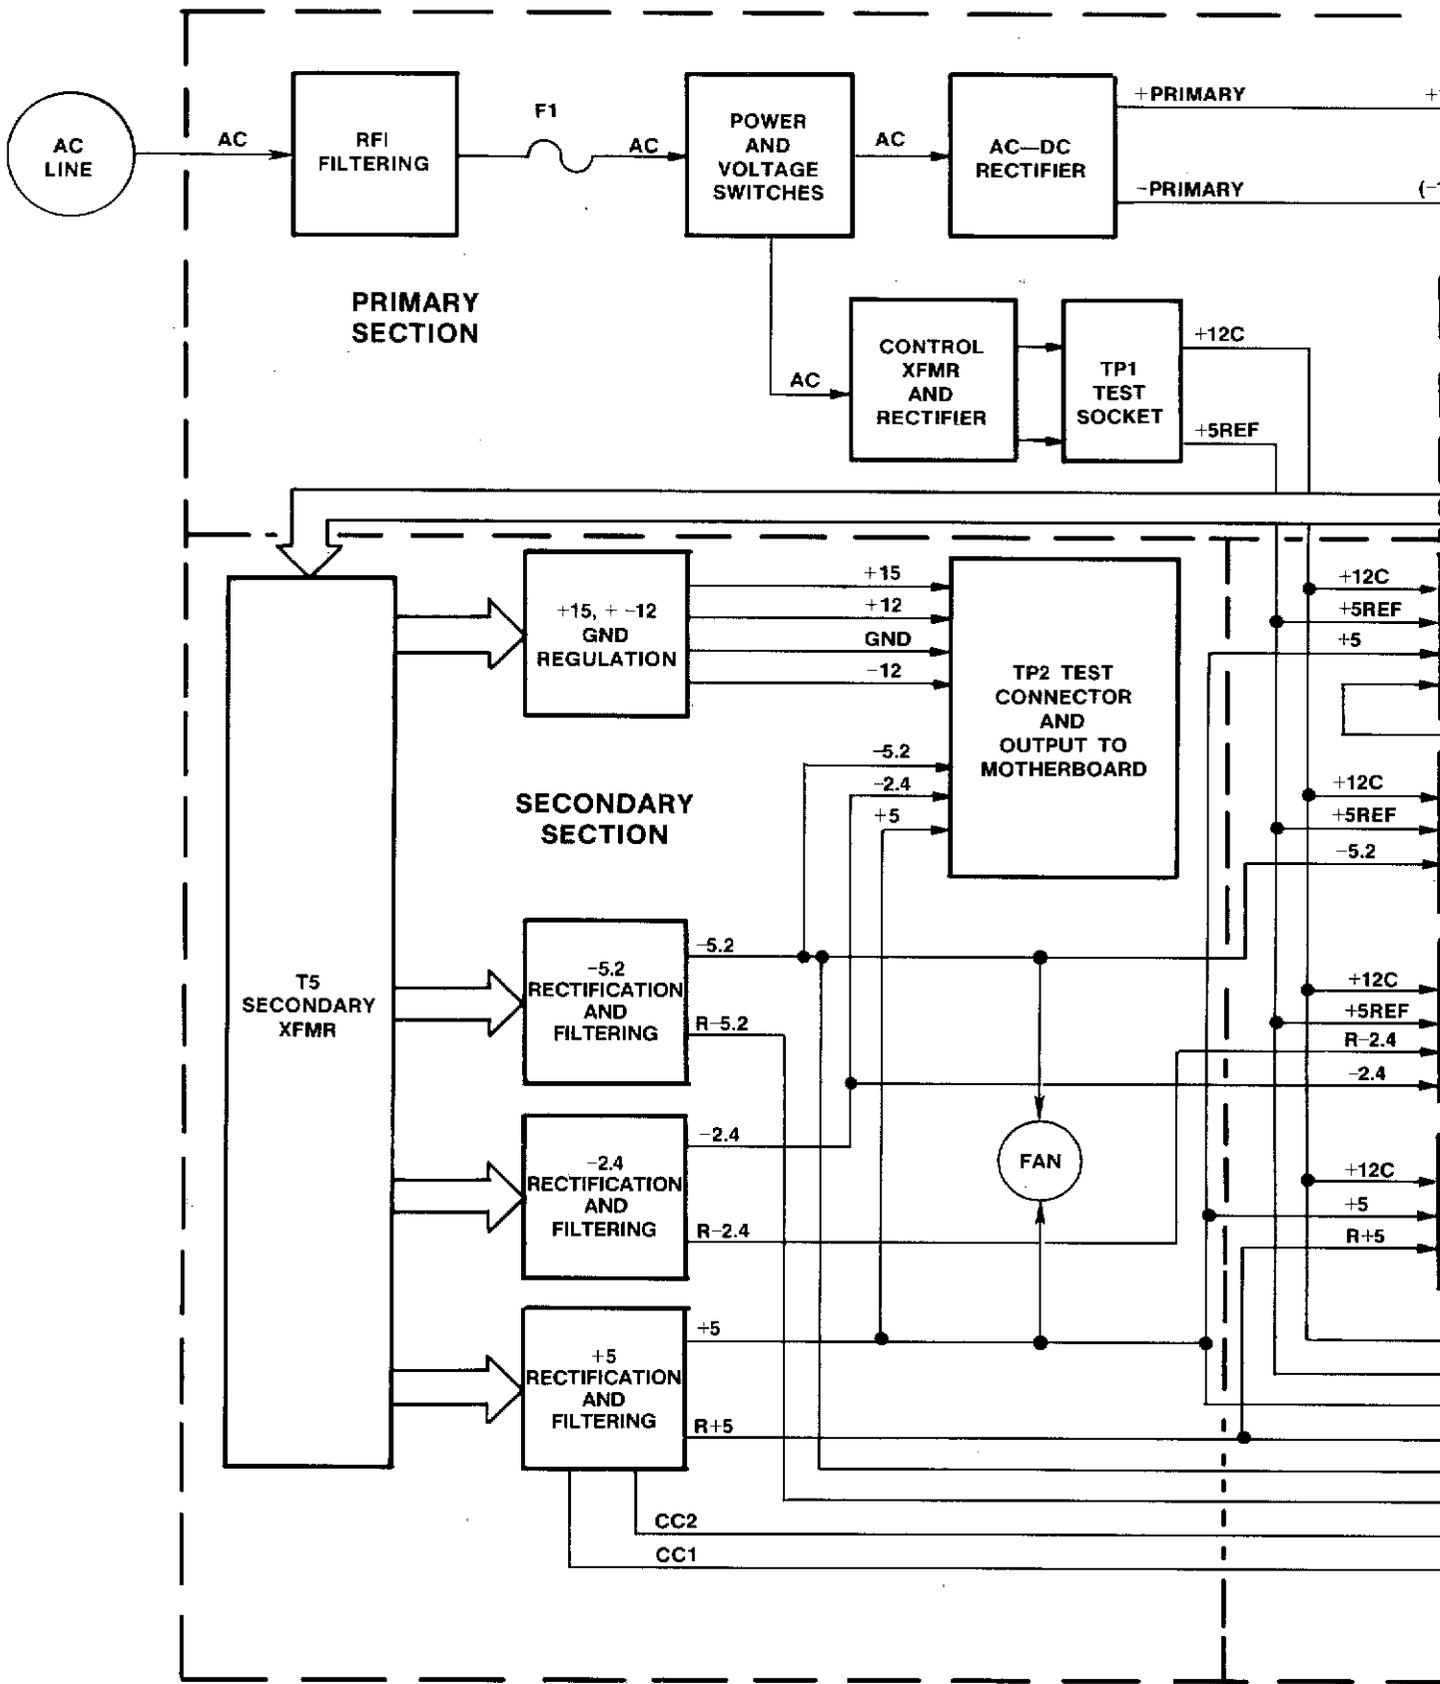 AC
LINE
AC
RFI
FILTERING
F1
AC
POWER
AND
VOLTAGE
SWITCHES
AC
AC—DC
RECTIFIER
+PRIMARY
-PRIMARY
PRIMARY
SECTION
AC
CONTROL
XFMR
AND
RECTIFIER
TP1
TEST
SOCKET
+12C
+5REF
+15, + -12
GND
REGULATION
+15
+12
GND
-12
-5.2
-2.4
+5
TP2 TEST
CONNECTOR
AND
OUTPUT TO
MOTHERBOARD
+12C
+5REF
+5
+12C
+5REF
-5.2
SECONDARY
SECTION
T5
SECONDARY
XFMR
-5.2
RECTIFICATION
AND
FILTERING
-5.2
R-5.2
+12C
+5REF
R-2.4
-2.4
-2.4
RECTIFICATION
AND
FILTERING
-2.4
R-2.4
FAN
+12C
+5
R+5
+5
RECTIFICATION
AND
FILTERING
+5
R+5
CC2
CC1